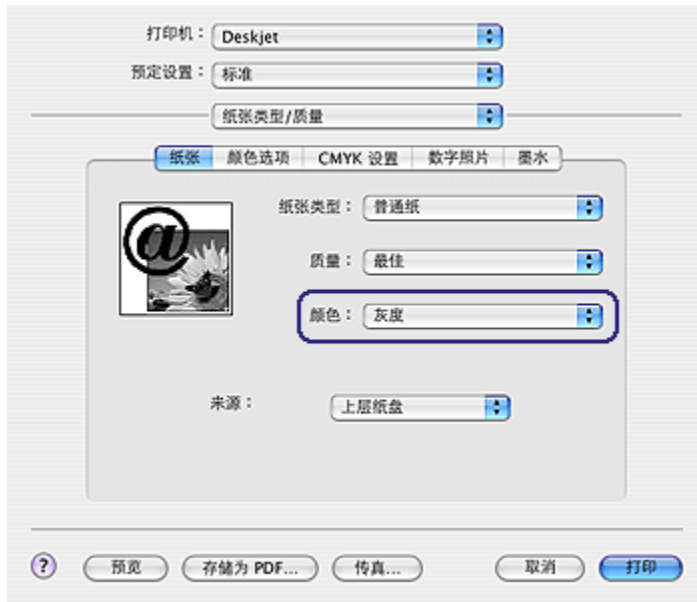 打印机： Deskjet
预定设置： 标准
纸张类型/质量
纸张 颜色选项 CMYK 设置 数字照片 墨水
纸张类型： 普通纸
@
质量： 最佳
颜色： 灰度
来源： 上层纸盘
? 预览 存储为 PDF... 传真... 取消 打印